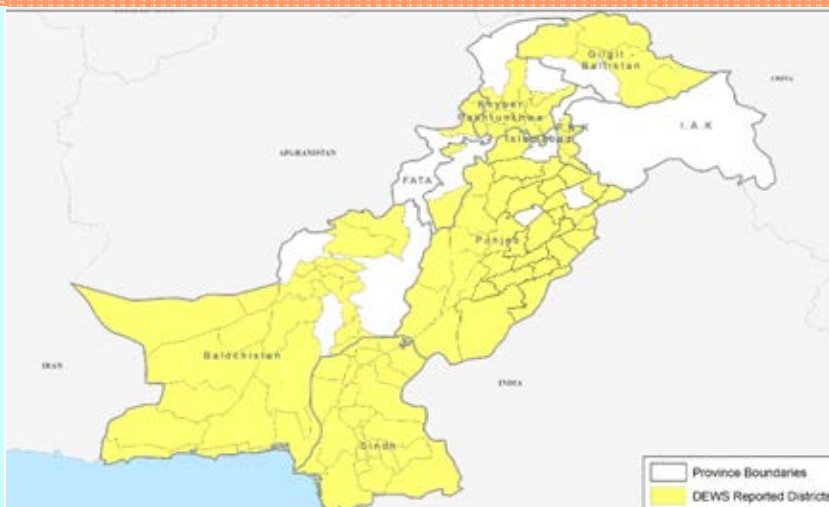 Gilgit -
Baltistan
CHINA
Khyber
Pakhtunkhwa
I.A.K
Islamabad
AFGHANISTAN
FATA
Punjab
Balochistan
IRAN
INDIA
Sindh
Province Boundaries
DEWS Reported Districts